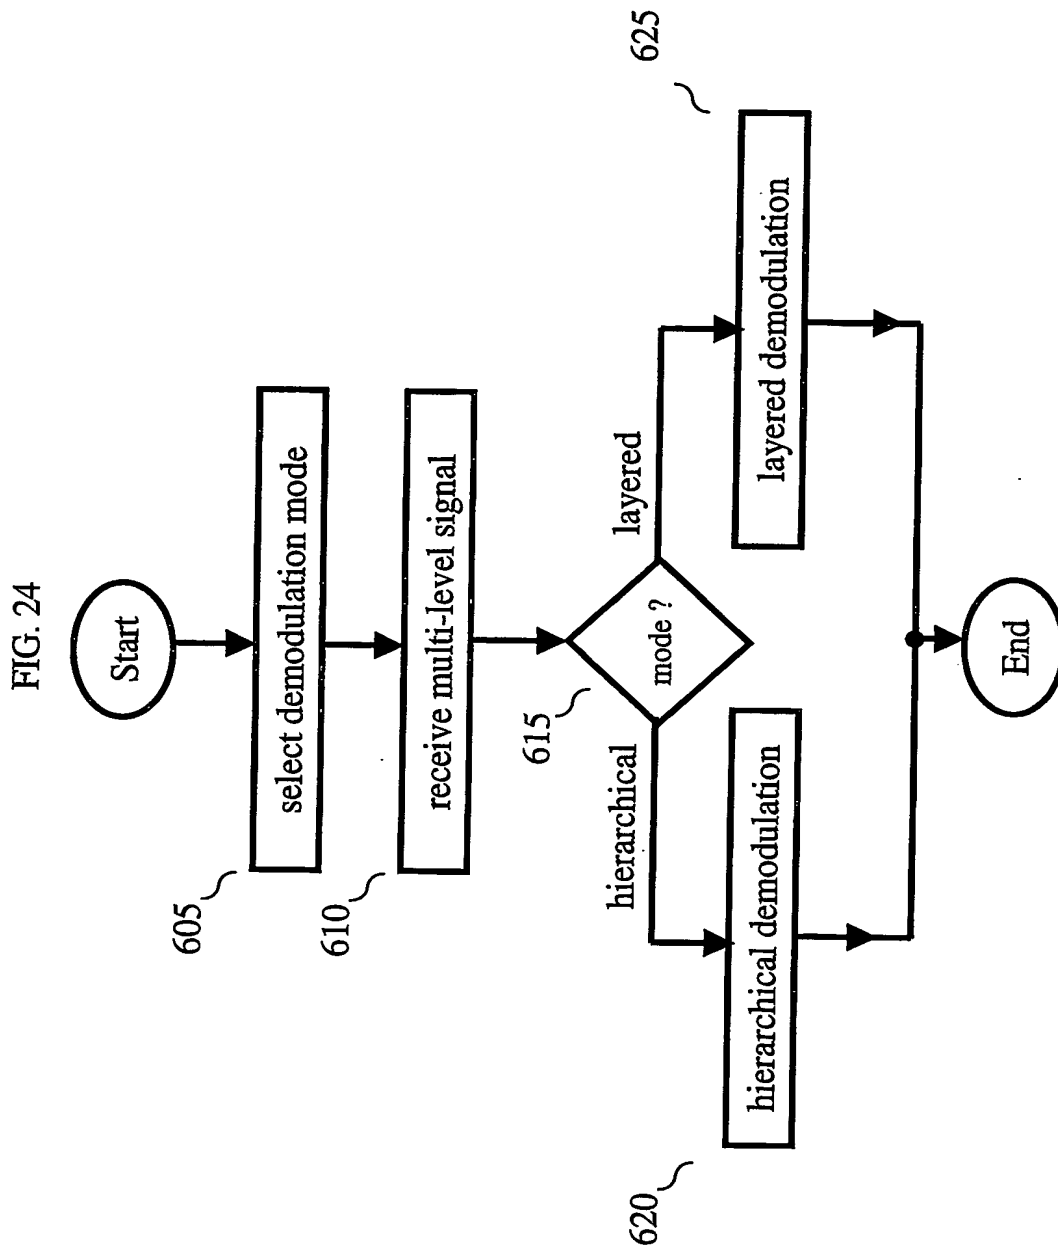 FIG. 24
Start
605
select demodulation mode
610
receive multi-level signal
615
mode ?
hierarchical
layered
620
hierarchical demodulation
625
layered demodulation
End